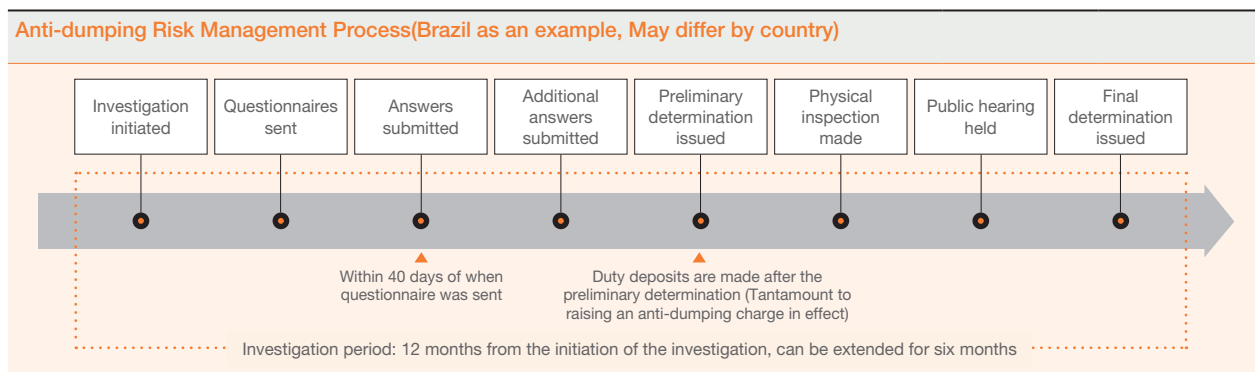 Anti-dumping Risk Management Process(Brazil as an example, May differ by country)
Investigation
initiated
Questionnaires
sent
Answers
submitted
Additional
answers
submitted
Preliminary
determination
issued
Physical
inspection
made
Public hearing
held
Final
determination
issued
Within 40 days of when
questionnaire was sent
Duty deposits are made after the
preliminary determination (Tantamount to
raising an anti-dumping charge in effect)
Investigation period: 12 months from the initiation of the investigation, can be extended for six months